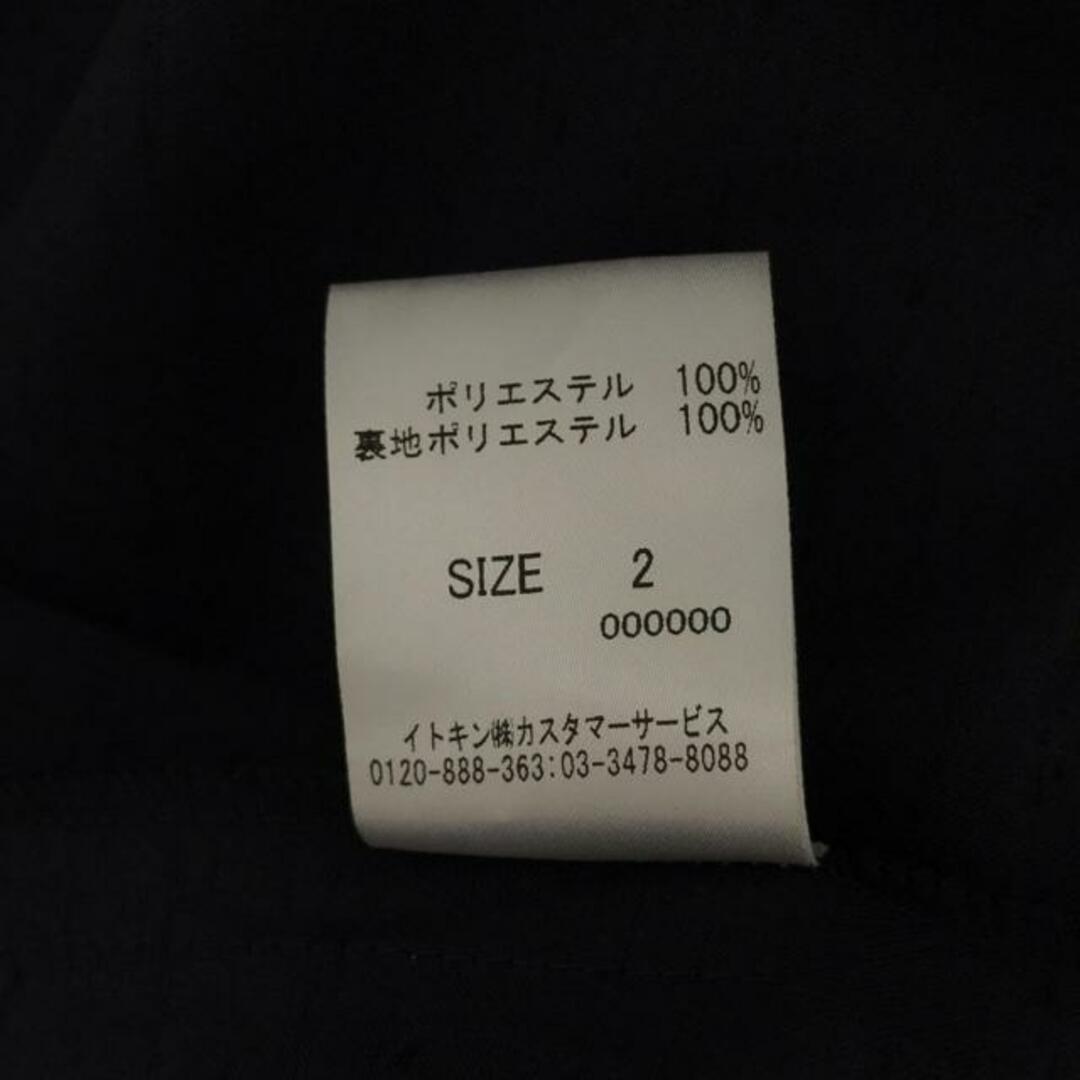 ポリエステル 100%
裏地ポリエステル 100%
SIZE 2
000000
イトキン㈱カスタマーサービス
0120-888-363:03-3478-8088